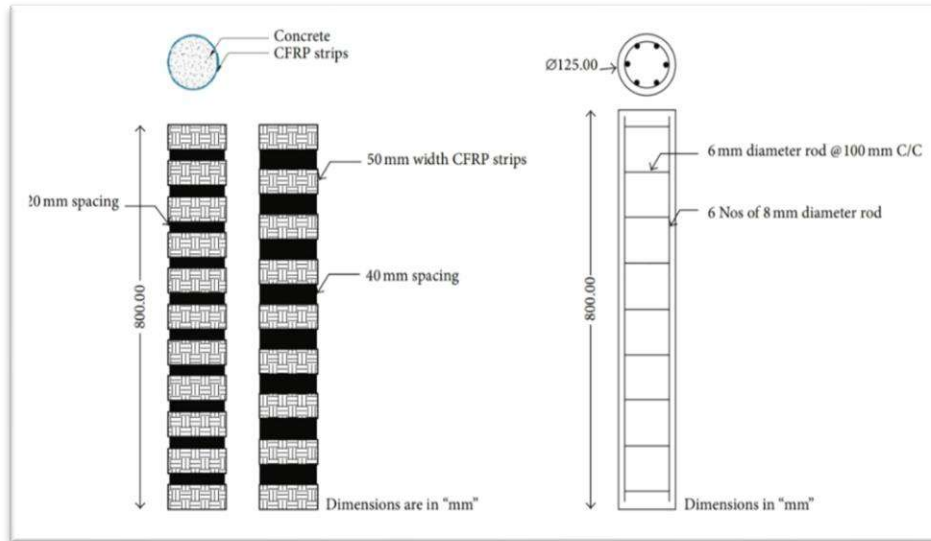 Concrete
CFRP strips
50 mm width CFRP strips
20 mm spacing
40 mm spacing
800.00
Dimensions are in “mm”
Ø125.00
6 mm diameter rod @100 mm C/C
6 Nos of 8 mm diameter rod
800.00
Dimensions in “mm”